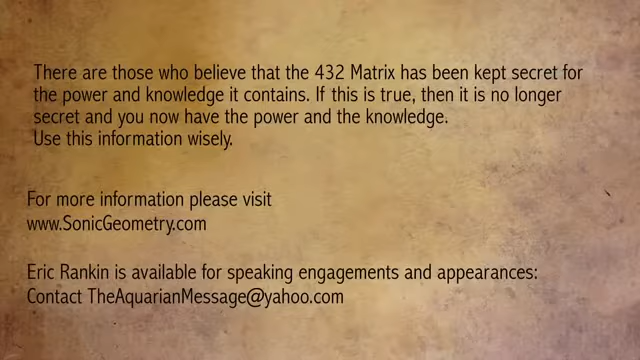 There are those who believe that the 432 Matrix has been kept secret for
the power and knowledge it contains. If this is true, then it is no longer
secret and you now have the power and the knowledge.
Use this information wisely.
For more information please visit
www.SonicGeometry.com
Eric Rankin is available for speaking engagements and appearances:
Contact TheAquarianMessage@yahoo.com